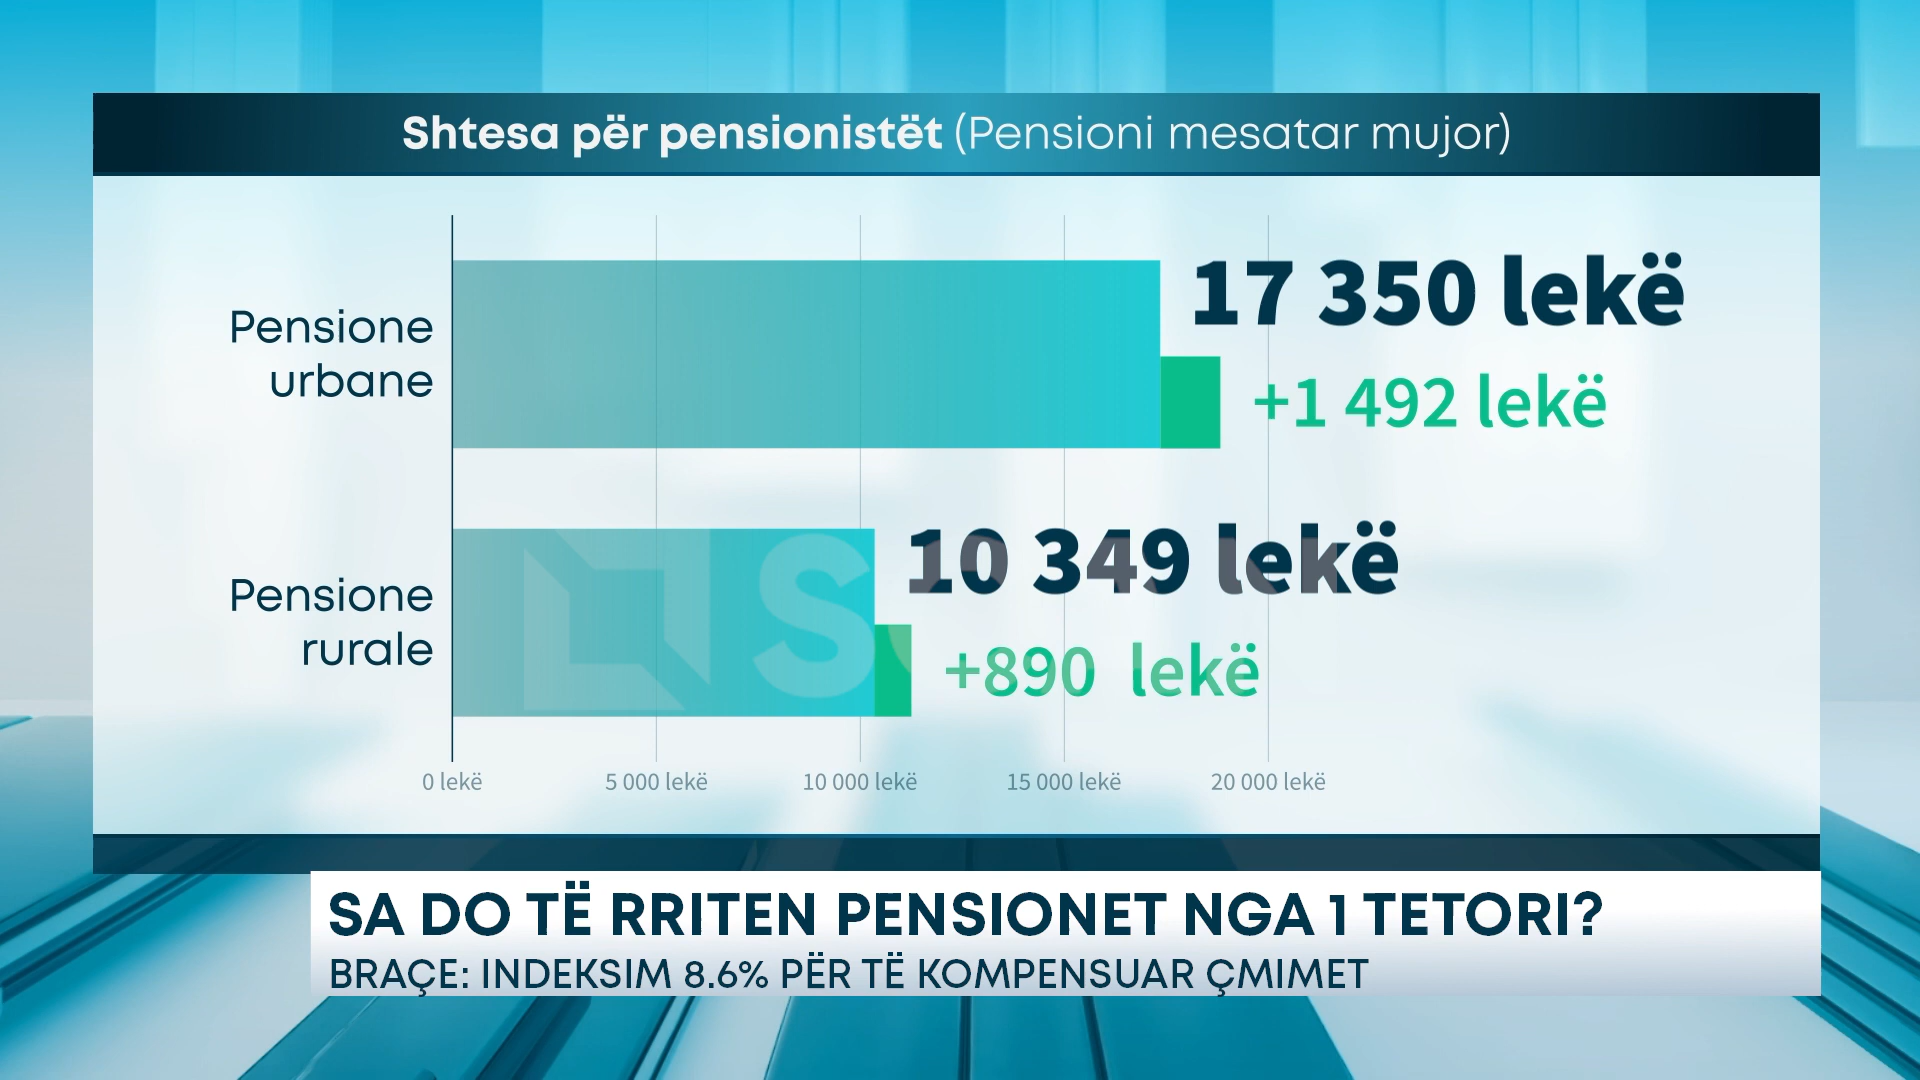 Shtesa për pensionistët (Pensioni mesatar mujor)
Pensione
urbane
17 350 lekë
+1 492 lekë
Pensione
rurale
10 349 lekë
+890 lekë
0 lekë 5 000 lekë 10 000 lekë 15 000 lekë 20 000 lekë
SA DO TË RRITEN PENSIONET NGA 1 TETORI?
BRAÇE: INDEKSIM 8.6% PËR TË KOMPENSUAR ÇMIMET